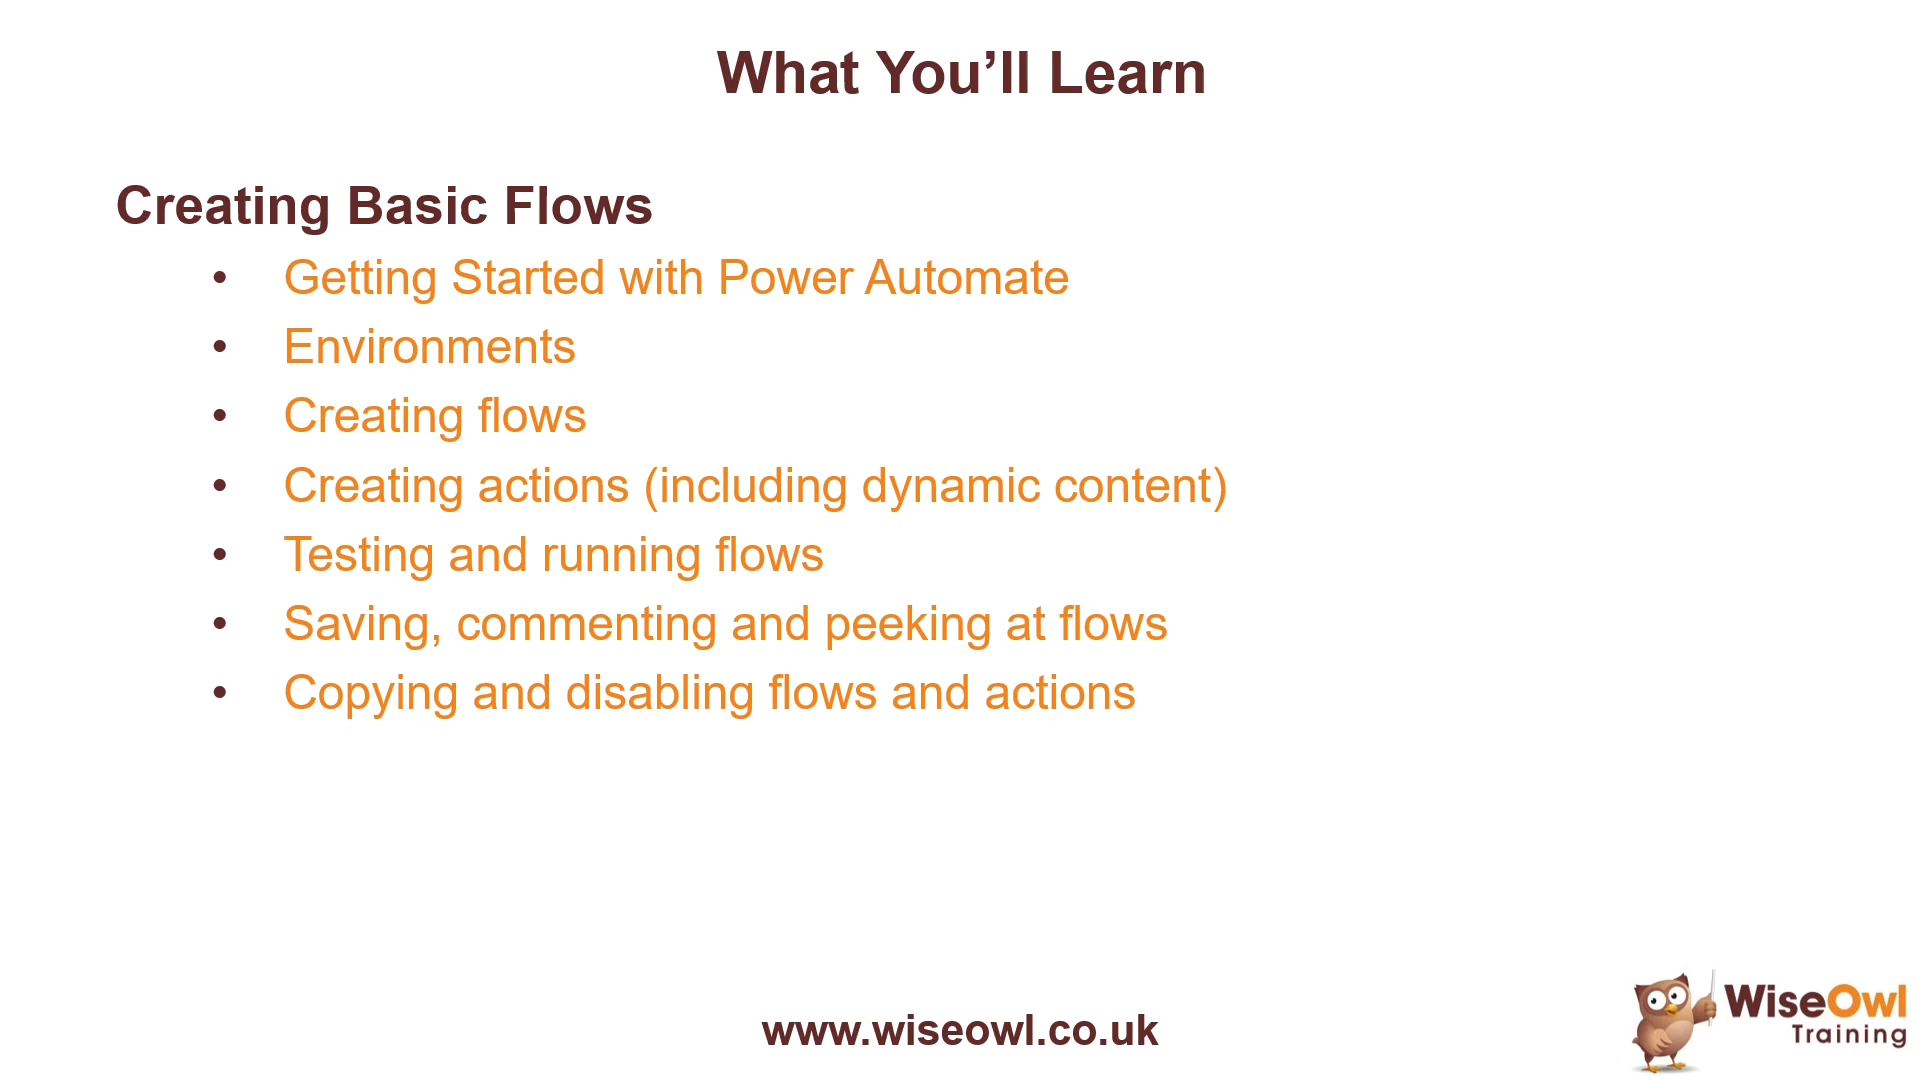 What You’ll Learn
Creating Basic Flows
• Getting Started with Power Automate
• Environments
• Creating flows
• Creating actions (including dynamic content)
• Testing and running flows
• Saving, commenting and peeking at flows
• Copying and disabling flows and actions
www.wiseowl.co.uk
WiseOwl
Training